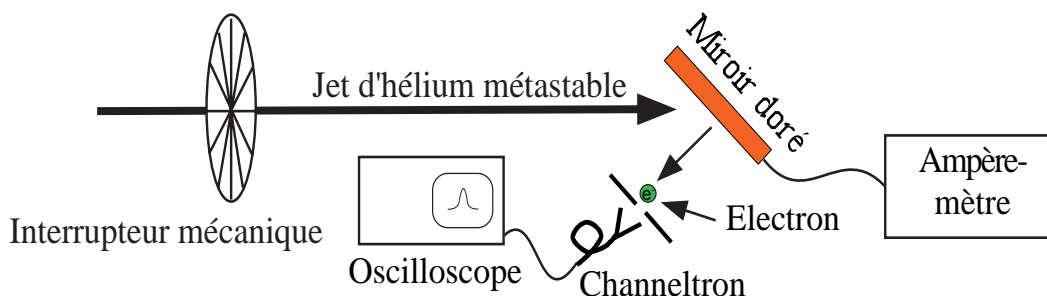 Miroir doré
Jet d'hélium métastable
Ampère-
mètre
e-
Electron
Interrupteur mécanique
Oscilloscope
Channeltron